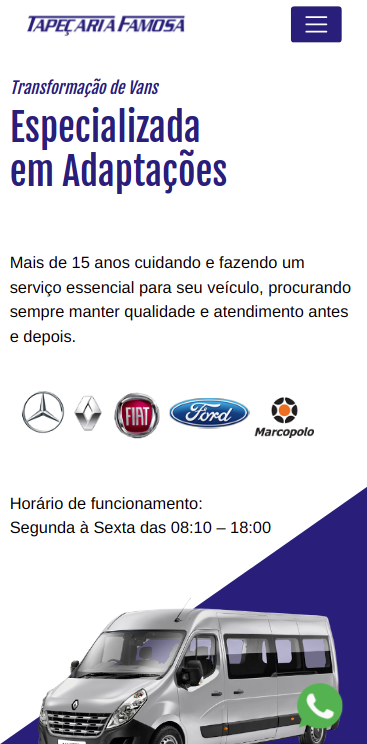 TAPEÇARIA FAMOSA
Transformação de Vans
Especializada
em Adaptações
Mais de 15 anos cuidando e fazendo um
serviço essencial para seu veículo, procurando
sempre manter qualidade e atendimento antes
e depois.
FIAT
Ford
Marcopolo
Horário de funcionamento:
Segunda à Sexta das 08:10 – 18:00